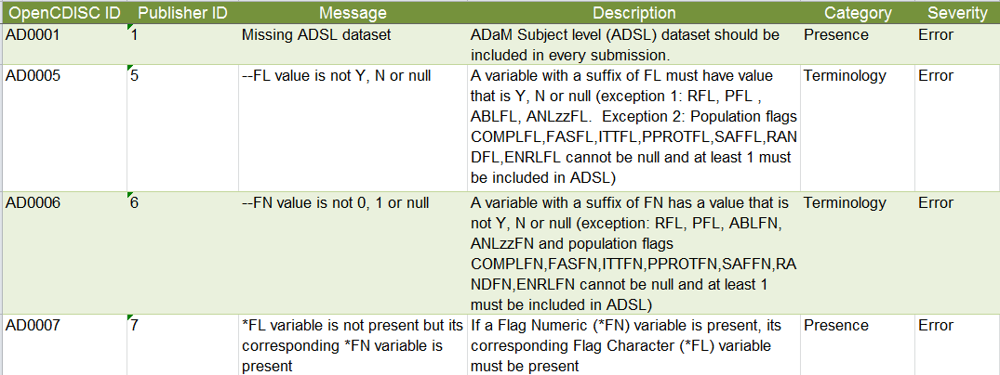 OpenCDISC ID Publisher ID Message Description Category Severity
AD0001 1 Missing ADSL dataset ADaM Subject level (ADSL) dataset should be Presence Error
included in every submission.
AD0005 5 --FL value is not Y, N or null A variable with a suffix of FL must have value Terminology Error
that is Y, N or null (exception 1: RFL, PFL ,
ABLFL, ANLzzFL.  Exception 2: Population flags
COMPLFL,FASFL,ITTFL,PPROTFL,SAFFL,RAN
DFL,ENRLFL cannot be null and at least 1 must
be included in ADSL)
AD0006 6 --FN value is not 0, 1 or null A variable with a suffix of FN has a value that is Terminology Error
not Y, N or null (exception: RFL, PFL, ABLFN,
ANLzzFN and population flags
COMPLFN,FASFN,ITTFN,PPROTFN,SAFFN,RA
NDFN,ENRLFN cannot be null and at least 1
must be included in ADSL)
AD0007 7 *FL variable is not present but its If a Flag Numeric (*FN) variable is present, its Presence Error
corresponding *FN variable is corresponding Flag Character (*FL) variable
present must be present